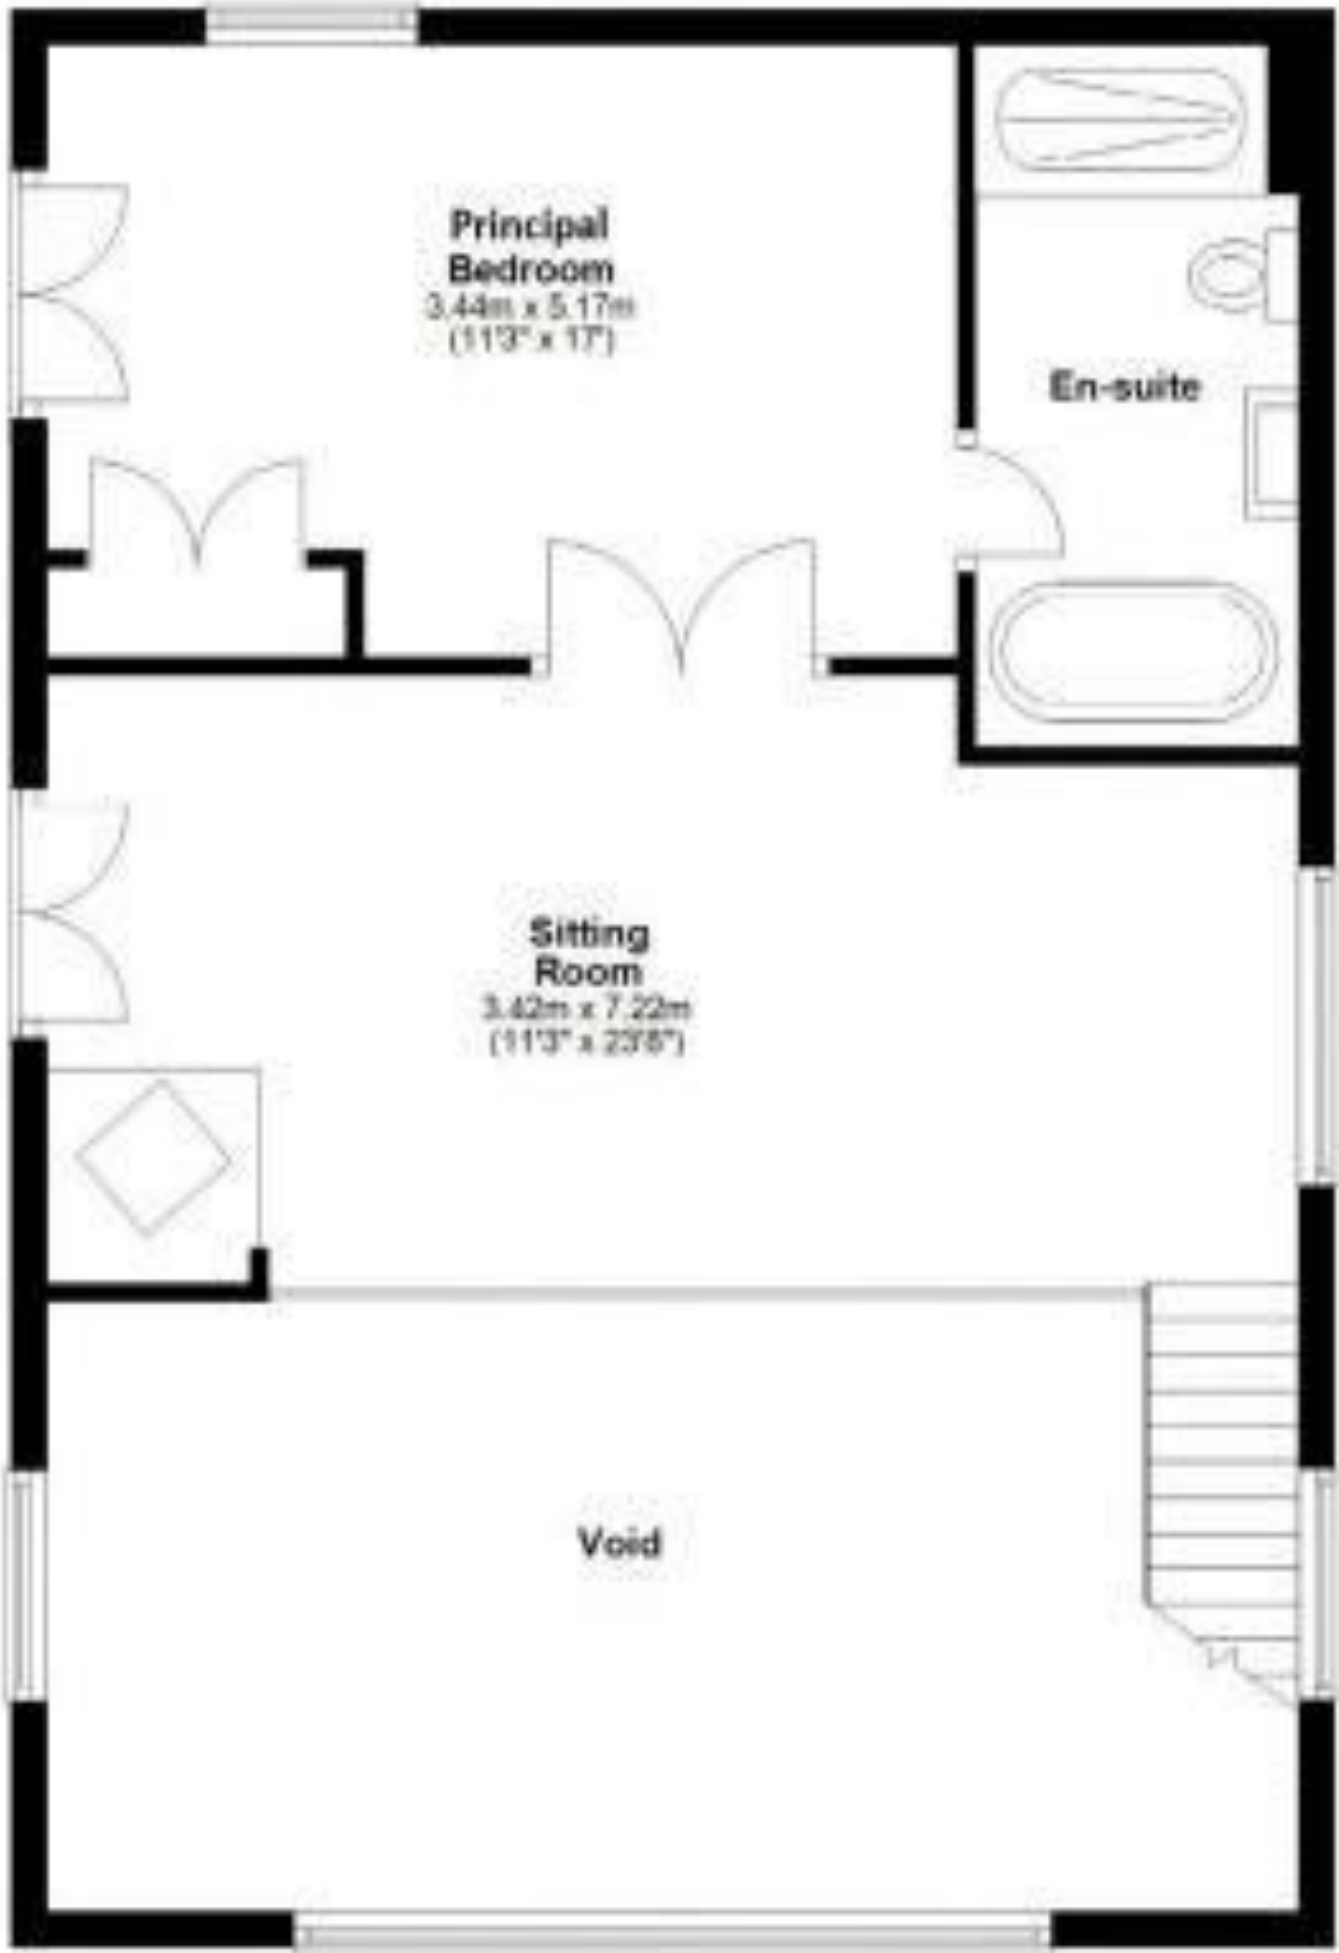 Principal
Bedroom
3.44m x 5.17m
(11'3" x 17')
En-suite
Sitting
Room
3.42m x 7.22m
(11'3" x 23'8")
Void